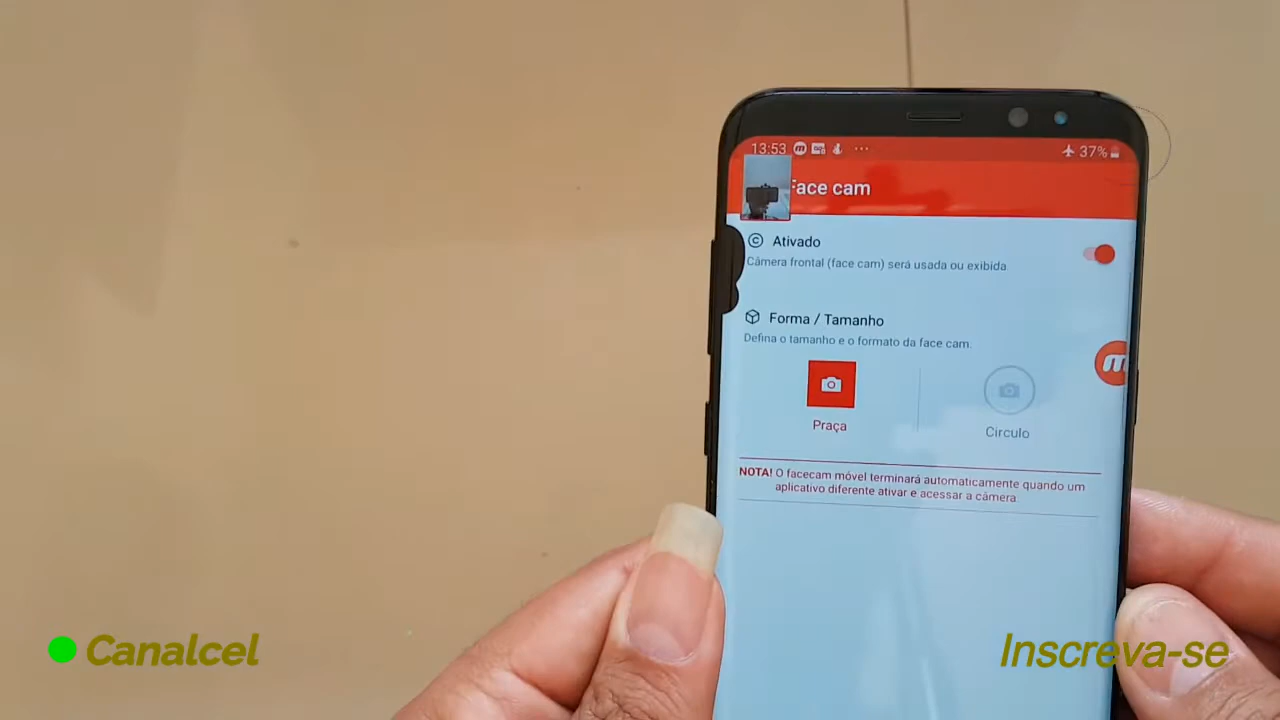 13:53
37%
Face cam
Ativado
Câmera frontal (face cam) será usada ou exibida.
Forma / Tamanho
Defina o tamanho e o formato da face cam.
Praça
Circulo
NOTA! O facecam móvel terminará automaticamente quando um
aplicativo diferente ativar e acessar a câmera.
Canalcel
Inscreva-se